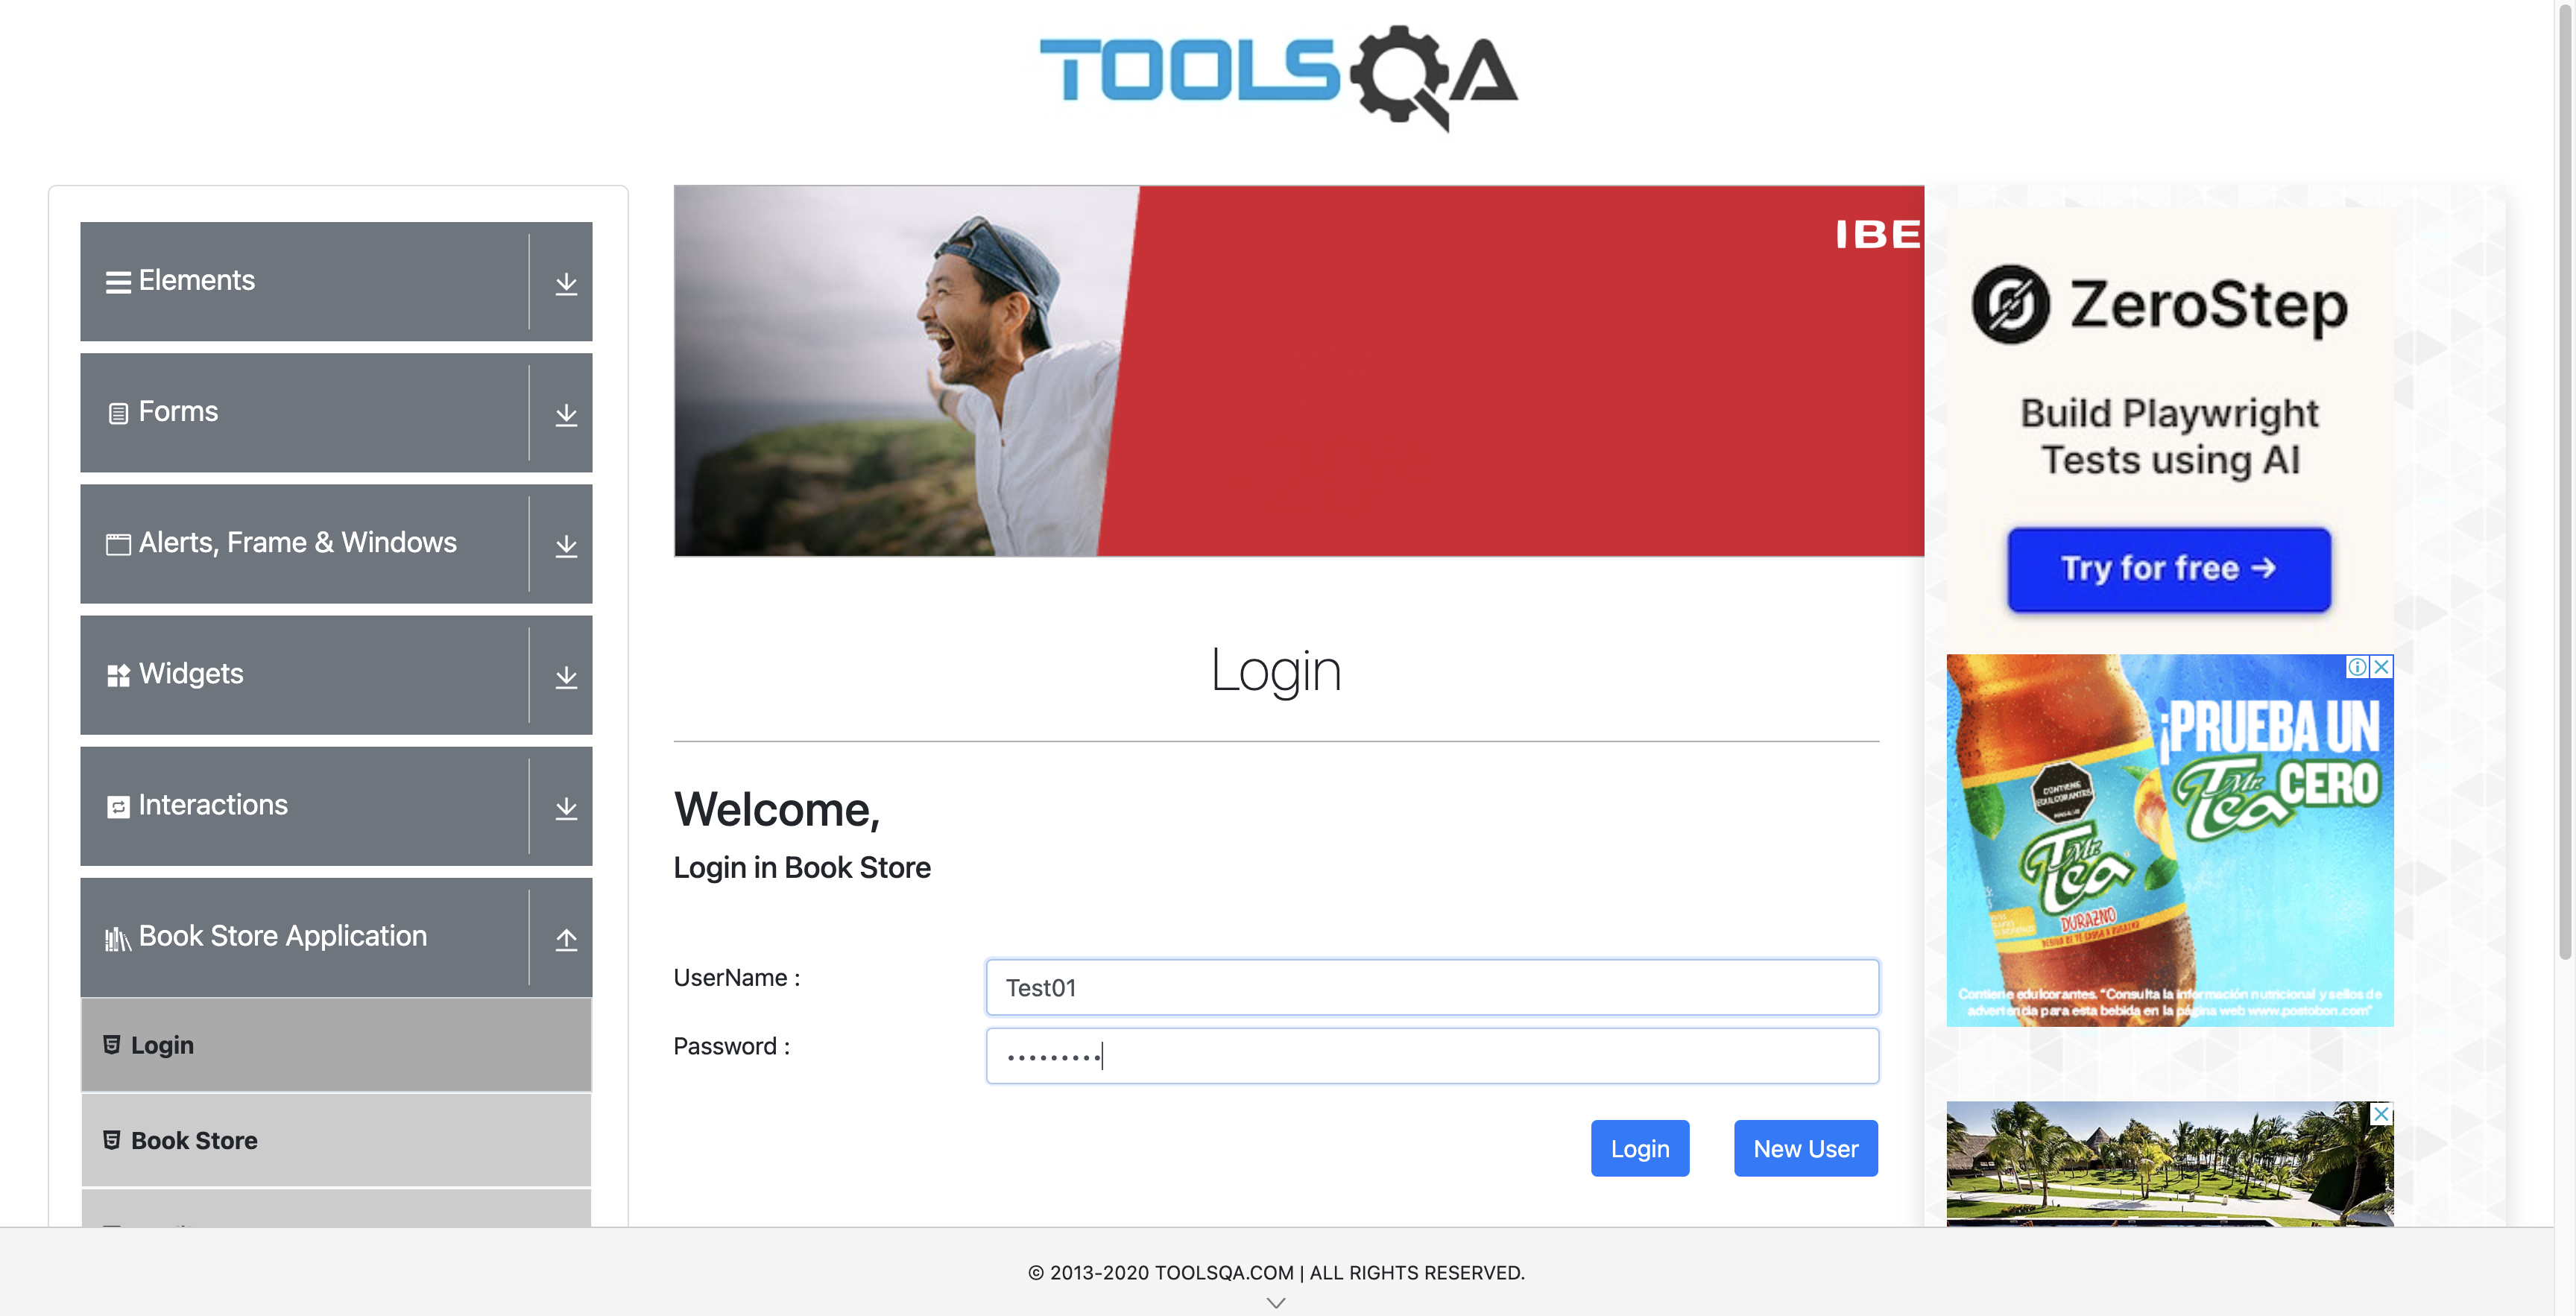 TOOLSQA
Elements
Forms
Alerts, Frame & Windows
Widgets
Interactions
Book Store Application
Login
Book Store
IBE
Login
Welcome,
Login in Book Store
UserName :
Test01
Password :
•••••••••
Login
New User
ZeroStep
Build Playwright
Tests using AI
Try for free →
¡PRUEBA UN
Mr. Tea CERO
CONTIENE
EDULCORANTES
Mr.
Tea
DURAZNO
Contiene edulcorantes. "Consulta la información nutricional y sellos de
advertencia para esta bebida en la página web www.postobon.com"
© 2013-2020 TOOLSQA.COM | ALL RIGHTS RESERVED.